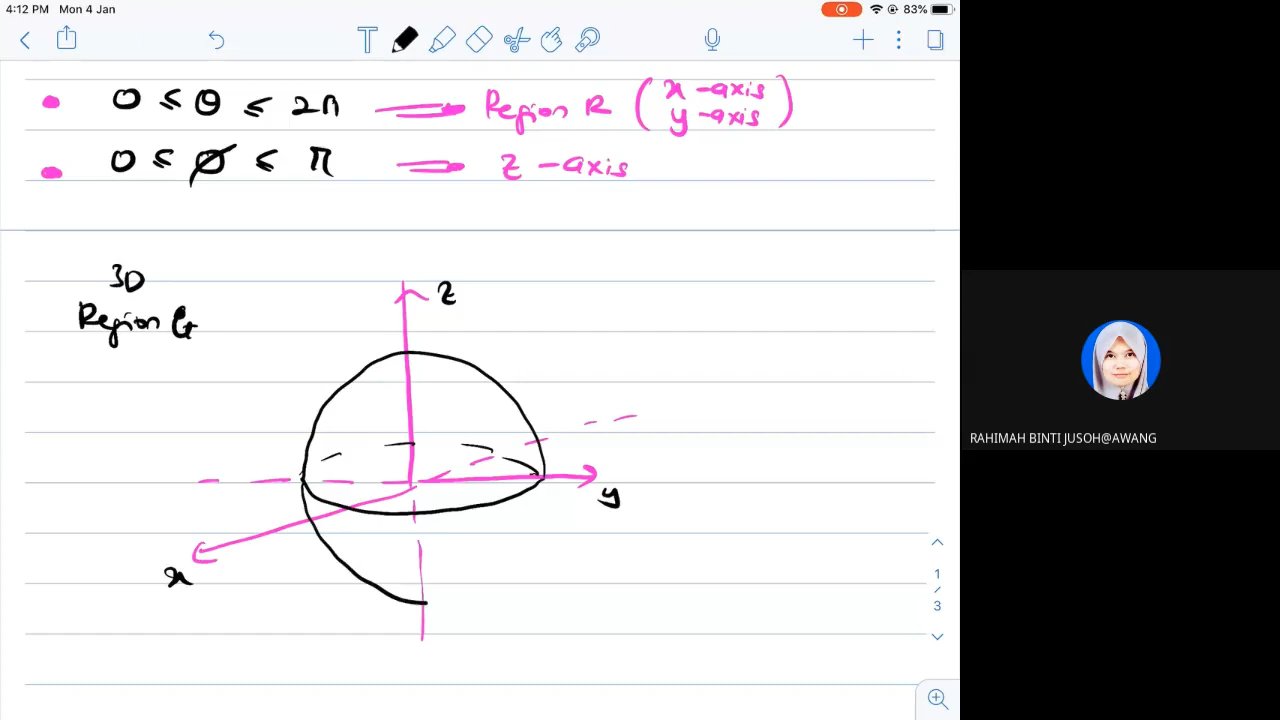 4:12 PM Mon 4 Jan
83%
0 ≤ θ ≤ 2π ⟹ Region R ( x-axis
y-axis )
0 ≤ ϕ ≤ π ⟹ z-axis
3D
Region G
z
y
x
1
/
3
RAHIMAH BINTI JUSOH@AWANG